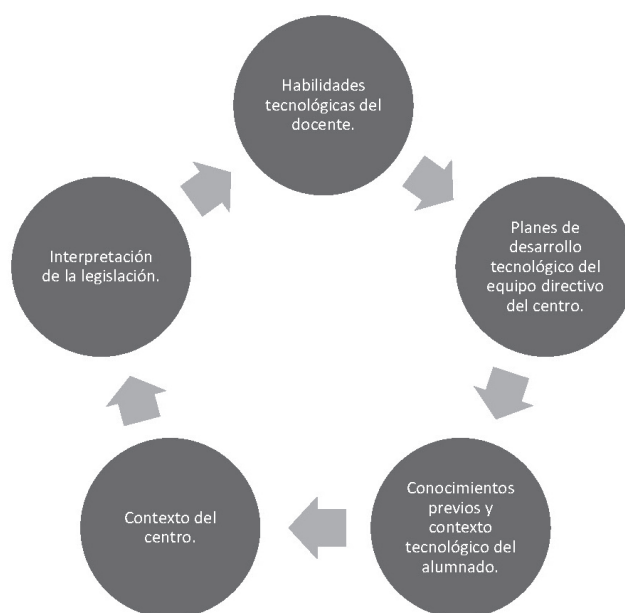 Habilidades
tecnológicas del
docente.
Planes de
desarrollo
tecnológico del
equipo directivo
del centro.
Conocimientos
previos y
contexto
tecnológico del
alumnado.
Contexto del
centro.
Interpretación
de la legislación.